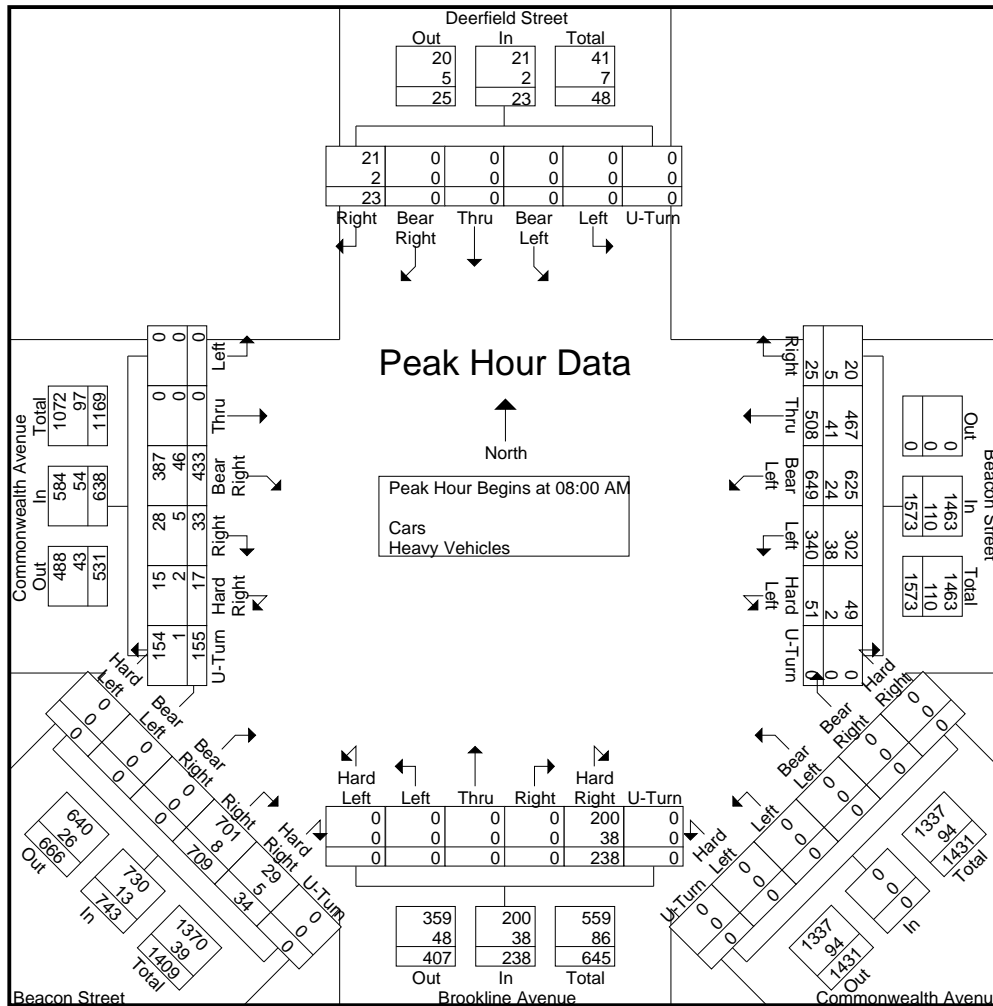 Deerfield Street
Out In Total
20 21 41
5 2 7
25 23 48
21 0 0 0 0 0
2 0 0 0 0 0
23 0 0 0 0 0
Right Bear Right Thru Bear Left Left U-Turn
Peak Hour Data
North
Peak Hour Begins at 08:00 AM
Cars
Heavy Vehicles
Commonwealth Avenue
Total In Out
1072 584 488
97 54 43
1169 638 531
0 0 387 28 15 154
0 0 46 5 2 1
0 0 433 33 17 155
Left Thru Bear Right Right Hard Right U-Turn
Beacon Street
Out In Total
0 1463 1463
0 110 110
0 1573 1573
20 467 625 302 49 0
5 41 24 38 2 0
25 508 649 340 51 0
Right Thru Bear Left Left Hard Left U-Turn
Hard Left Bear Left Bear Right Right Hard Right U-Turn
0 0 0 701 29 0
0 0 0 8 5 0
0 0 0 709 34 0
640 730 1370
26 13 39
666 743 1409
Out In Total
Beacon Street
Hard Left Left Thru Right Hard Right U-Turn
0 0 0 0 200 0
0 0 0 0 38 0
0 0 0 0 238 0
359 200 559
48 38 86
407 238 645
Out In Total
Brookline Avenue
Hard Right Bear Right Bear Left Left Hard Left U-Turn
0 0 0 0 0 0
0 0 0 0 0 0
0 0 0 0 0 0
1337 0 1337
94 0 94
1431 0 1431
Total In Out
Commonwealth Avenu